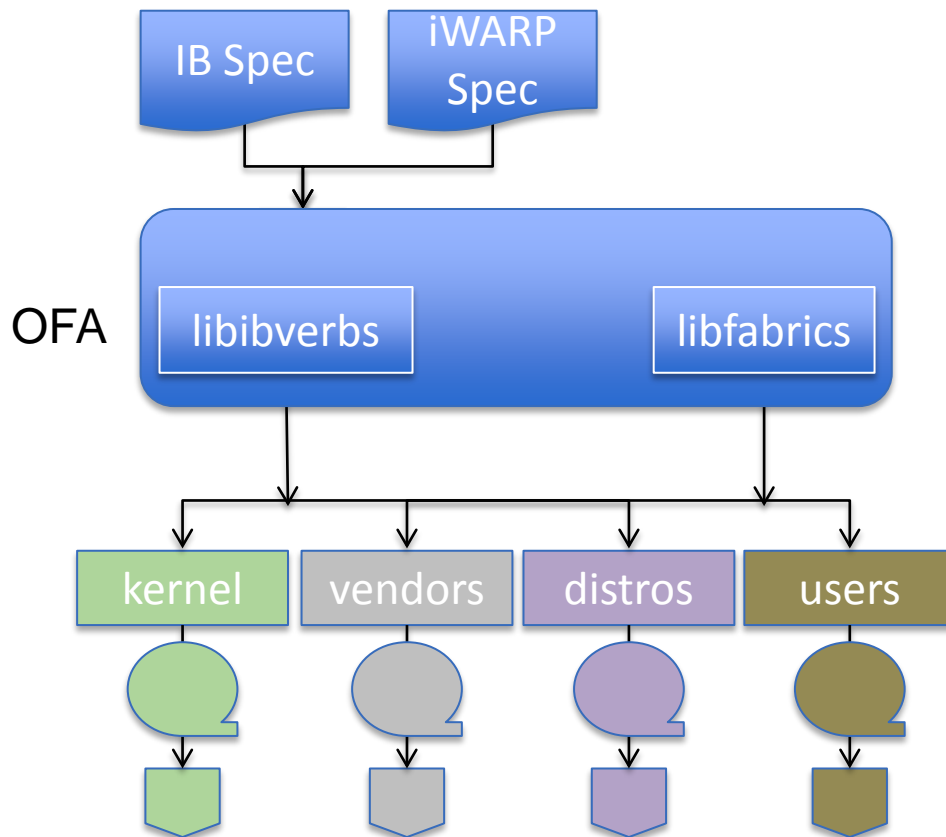 IB Spec
iWARP
Spec
OFA
libibverbs
libfabrics
kernel
vendors
distros
users